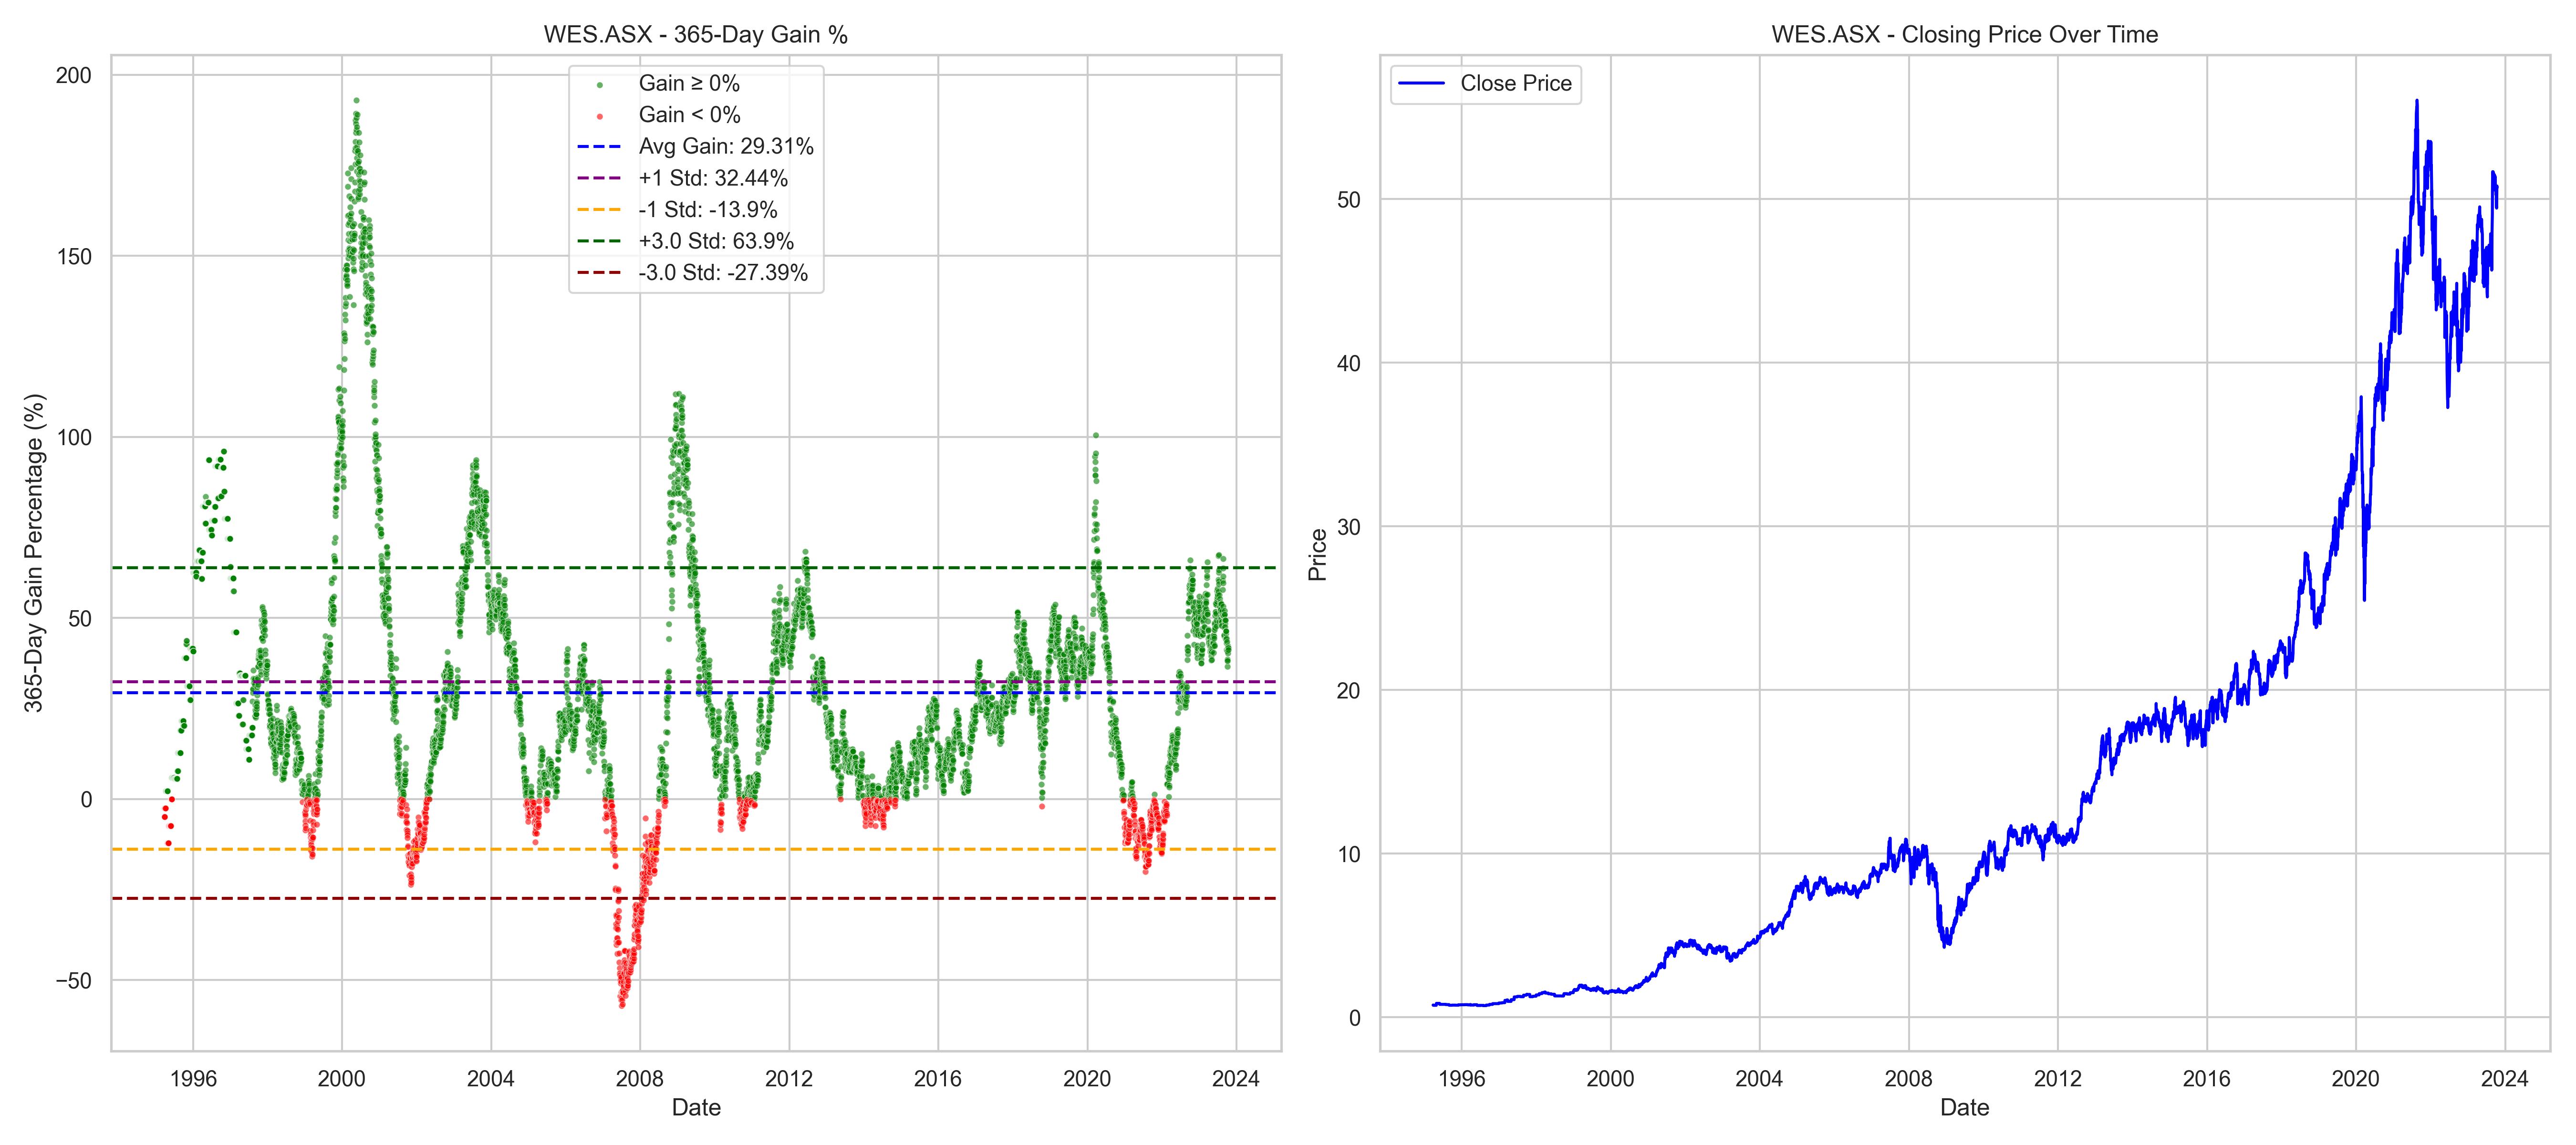 WES.ASX - 365-Day Gain %
Gain ≥ 0%
Gain < 0%
Avg Gain: 29.31%
+1 Std: 32.44%
-1 Std: -13.9%
+3.0 Std: 63.9%
-3.0 Std: -27.39%
365-Day Gain Percentage (%)
200
150
100
50
0
−50
1996
2000
2004
2008
2012
2016
2020
2024
Date
WES.ASX - Closing Price Over Time
Close Price
Price
50
40
30
20
10
0
1996
2000
2004
2008
2012
2016
2020
2024
Date